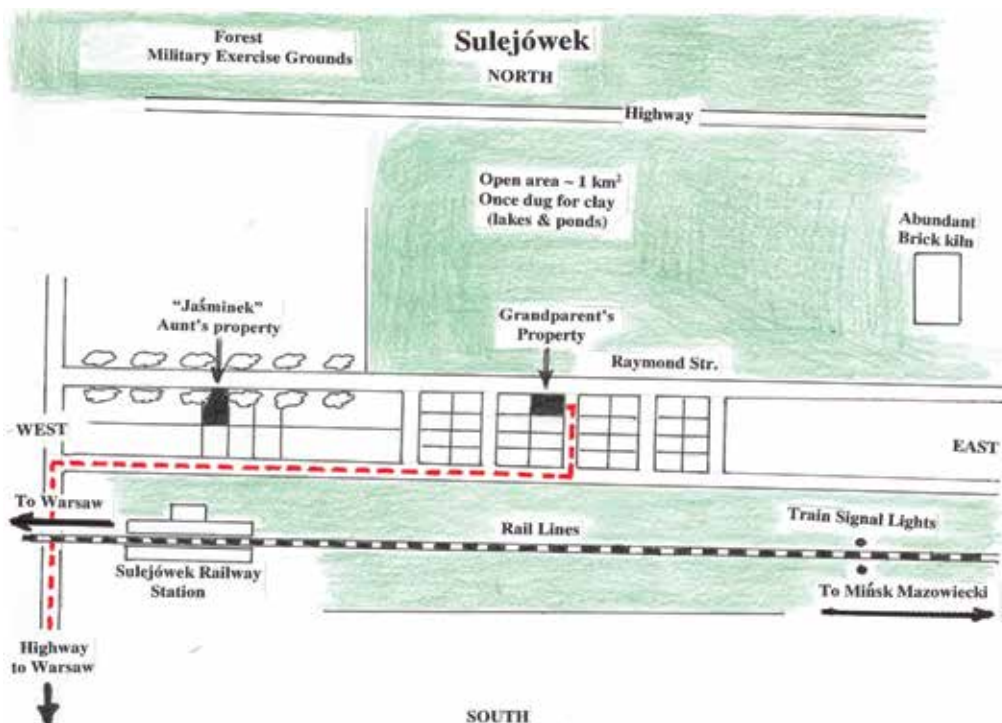 Forest
Military Exercise Grounds
Sulejówek
NORTH
Highway
Open area ~ 1 km²
Once dug for clay
(lakes & ponds)
Abundant
Brick kiln
“Jaśminek”
Aunt's property
Grandparent's
Property
Raymond Str.
WEST
EAST
To Warsaw
Rail Lines
Train Signal Lights
Sulejówek Railway
Station
To Mińsk Mazowiecki
Highway
to Warsaw
SOUTH